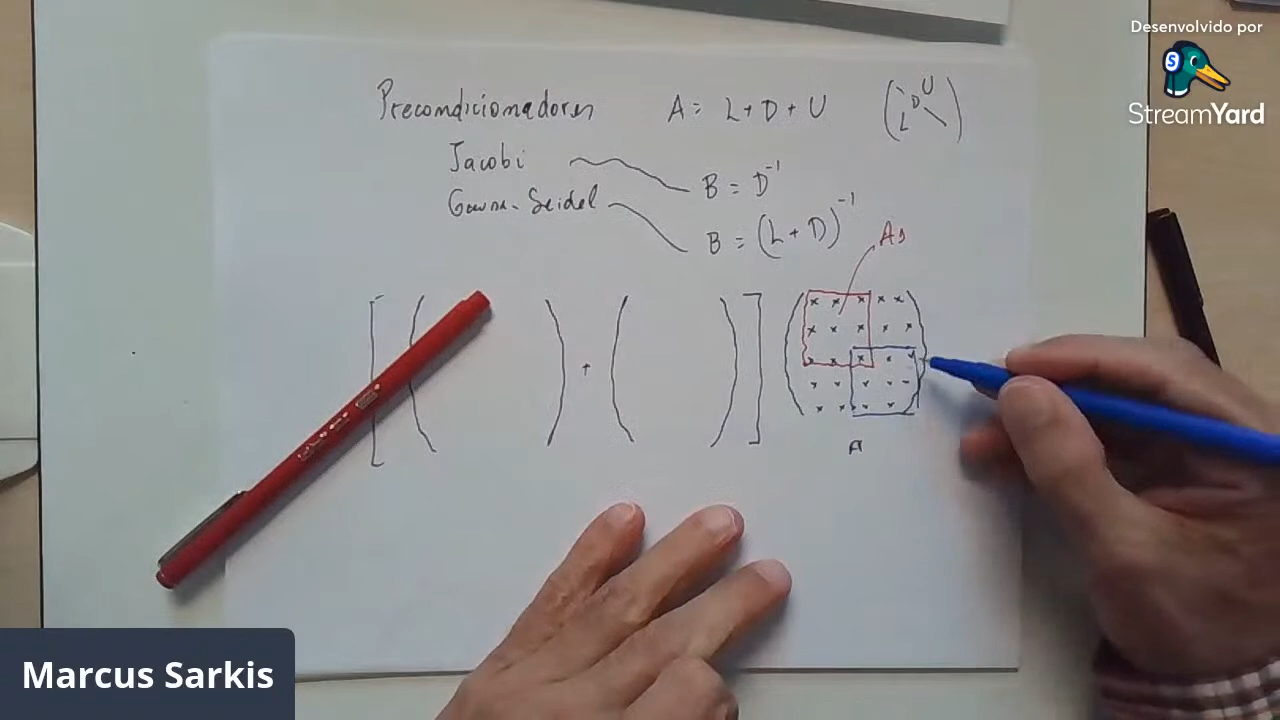 Desenvolvido por
StreamYard
Precondicionadores A = L + D + U
U
D
L
Jacobi B = D⁻¹
Gauss-Seidel B = (L + D)⁻¹
A₁
[( ) + ( )] (
x x x x x
x x x x x
x x x x x
x x x x x
x x x x x
)
A
Marcus Sarkis